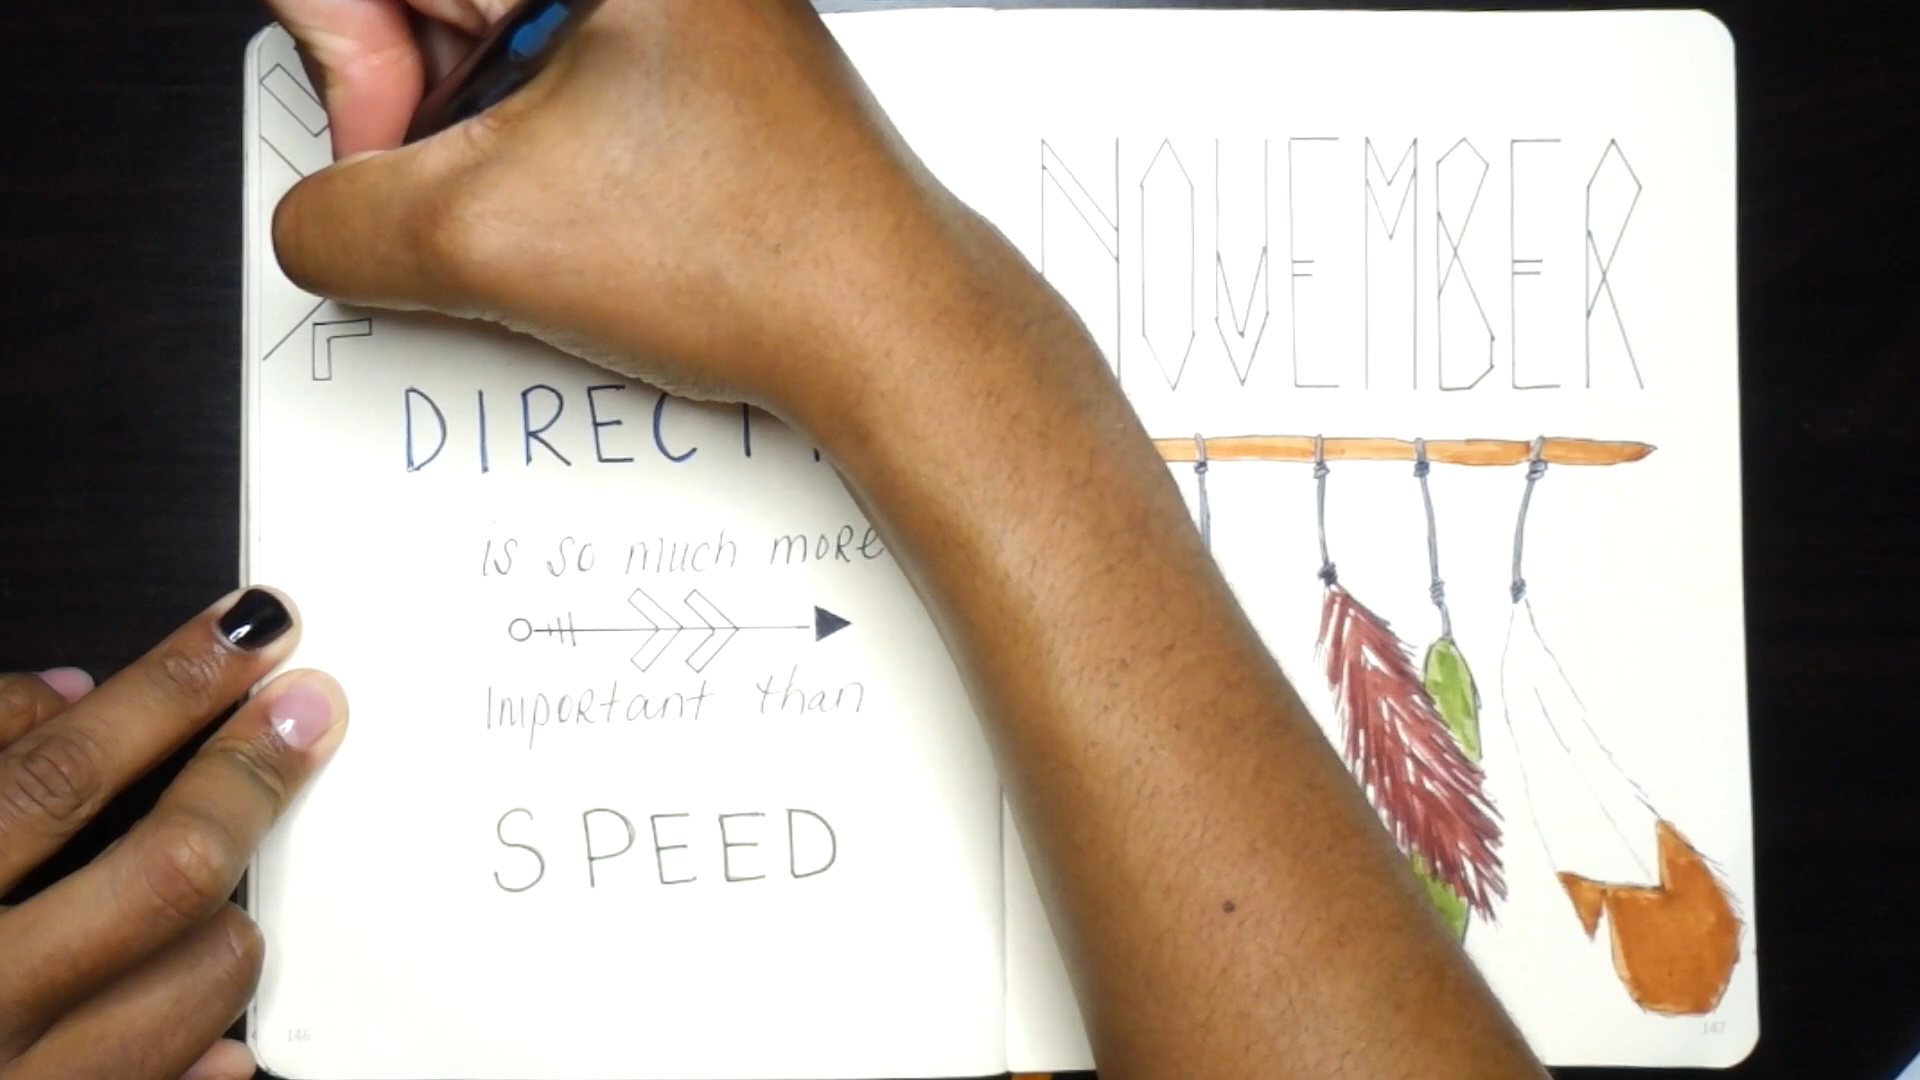 DIRECT
is so much more
Important than
SPEED
146
NOVEMBER
147